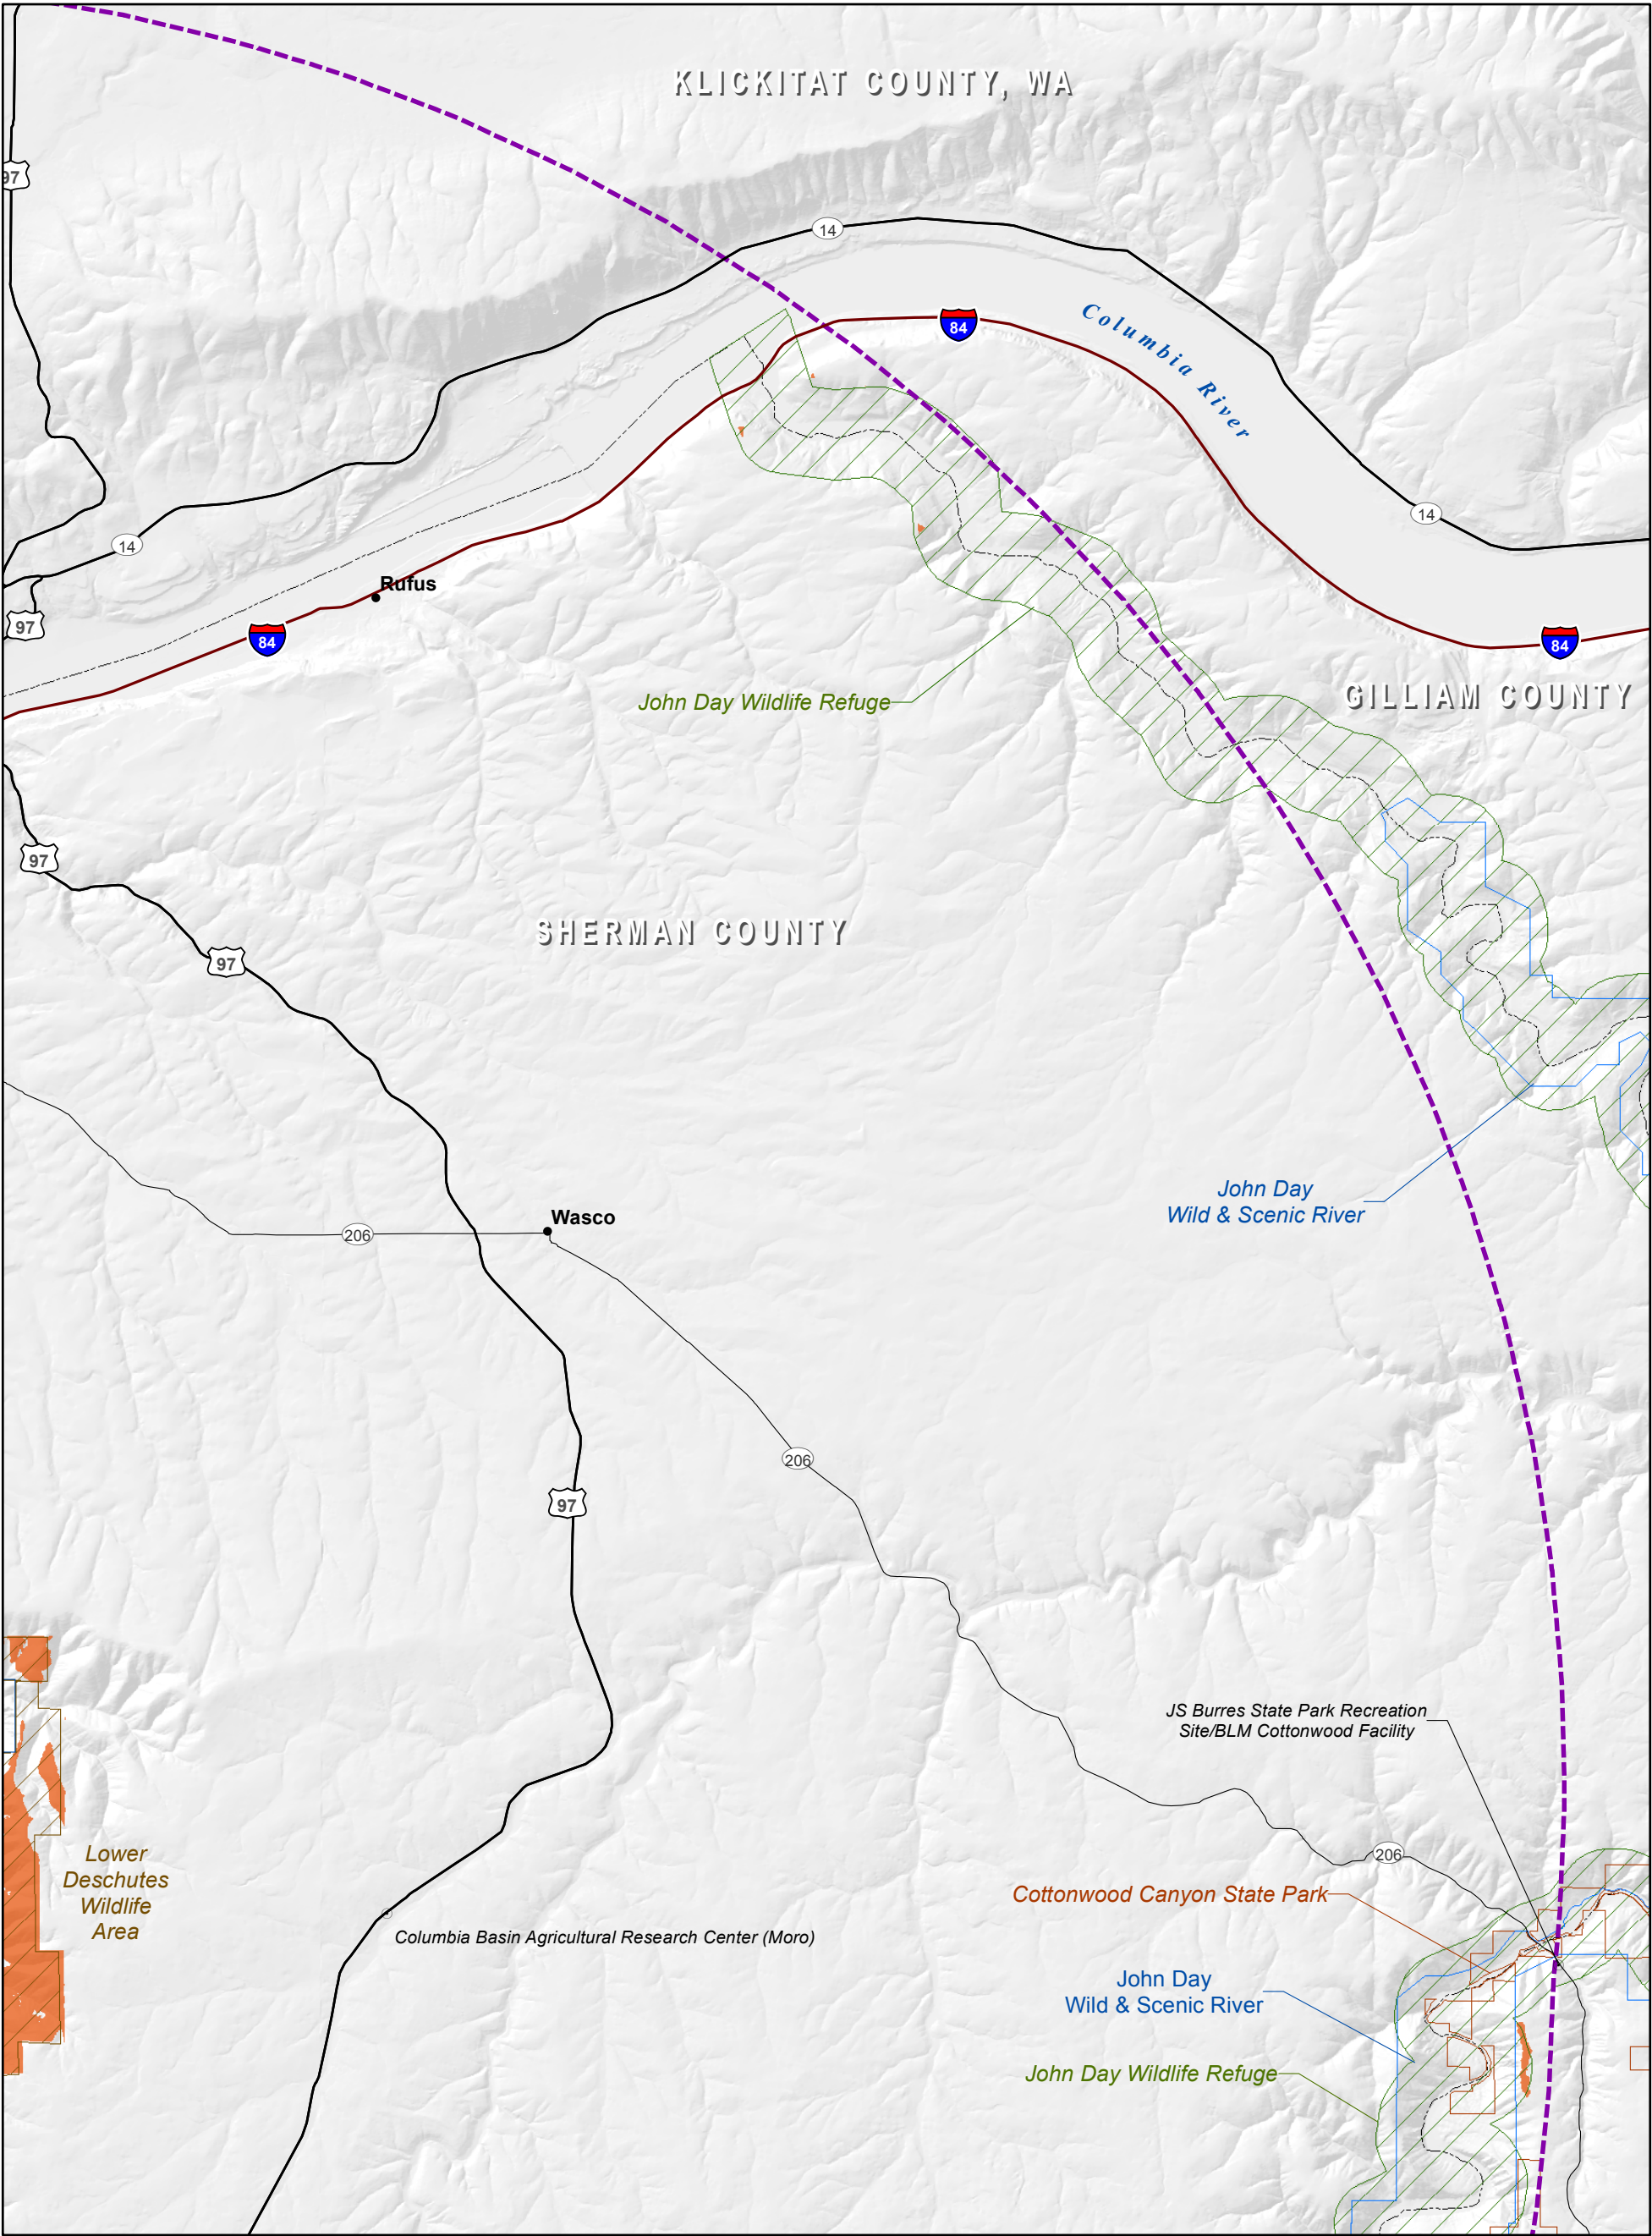 KLICKITAT COUNTY, WA
97
14
84
Columbia River
14
14
Rufus
97
84
84
John Day Wildlife Refuge
GILLIAM COUNTY
97
SHERMAN COUNTY
97
John Day
Wild & Scenic River
Wasco
206
206
97
JS Burres State Park Recreation
Site/BLM Cottonwood Facility
Lower
Deschutes
Wildlife
Area
206
Cottonwood Canyon State Park
Columbia Basin Agricultural Research Center (Moro)
John Day
Wild & Scenic River
John Day Wildlife Refuge